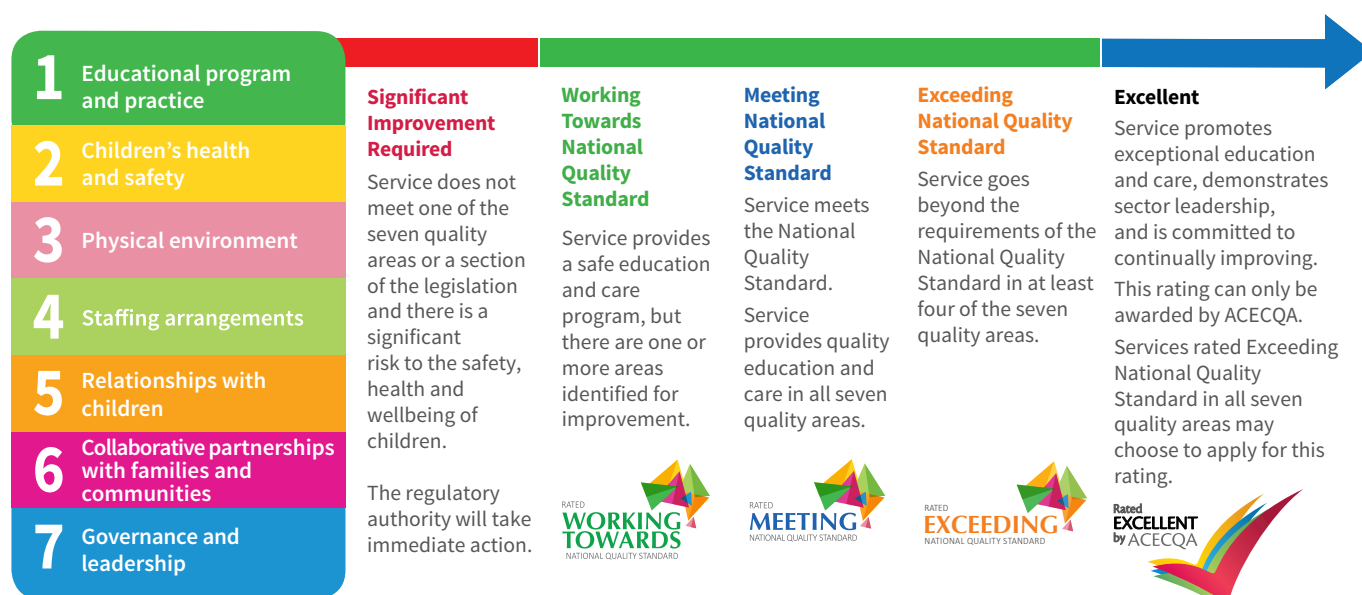 1
Educational program
and practice
2
Children's health
and safety
3
Physical environment
4
Staffing arrangements
5
Relationships with
children
6
Collaborative partnerships
with families and
communities
7
Governance and
leadership
Significant
Improvement
Required
Service does not
meet one of the
seven quality
areas or a section
of the legislation
and there is a
significant
risk to the safety,
health and
wellbeing of
children.
The regulatory
authority will take
immediate action.
Working
Towards
National
Quality
Standard
Service provides
a safe education
and care
program, but
there are one or
more areas
identified for
improvement.
RATED
WORKING
TOWARDS
NATIONAL QUALITY STANDARD
Meeting
National
Quality
Standard
Service meets
the National
Quality
Standard.
Service
provides quality
education and
care in all seven
quality areas.
RATED
MEETING
NATIONAL QUALITY STANDARD
Exceeding
National Quality
Standard
Service goes
beyond the
requirements of the
National Quality
Standard in at least
four of the seven
quality areas.
RATED
EXCEEDING
NATIONAL QUALITY STANDARD
Excellent
Service promotes
exceptional education
and care, demonstrates
sector leadership,
and is committed to
continually improving.
This rating can only be
awarded by ACECQA.
Services rated Exceeding
National Quality
Standard in all seven
quality areas may
choose to apply for this
rating.
Rated
EXCELLENT
by ACECQA